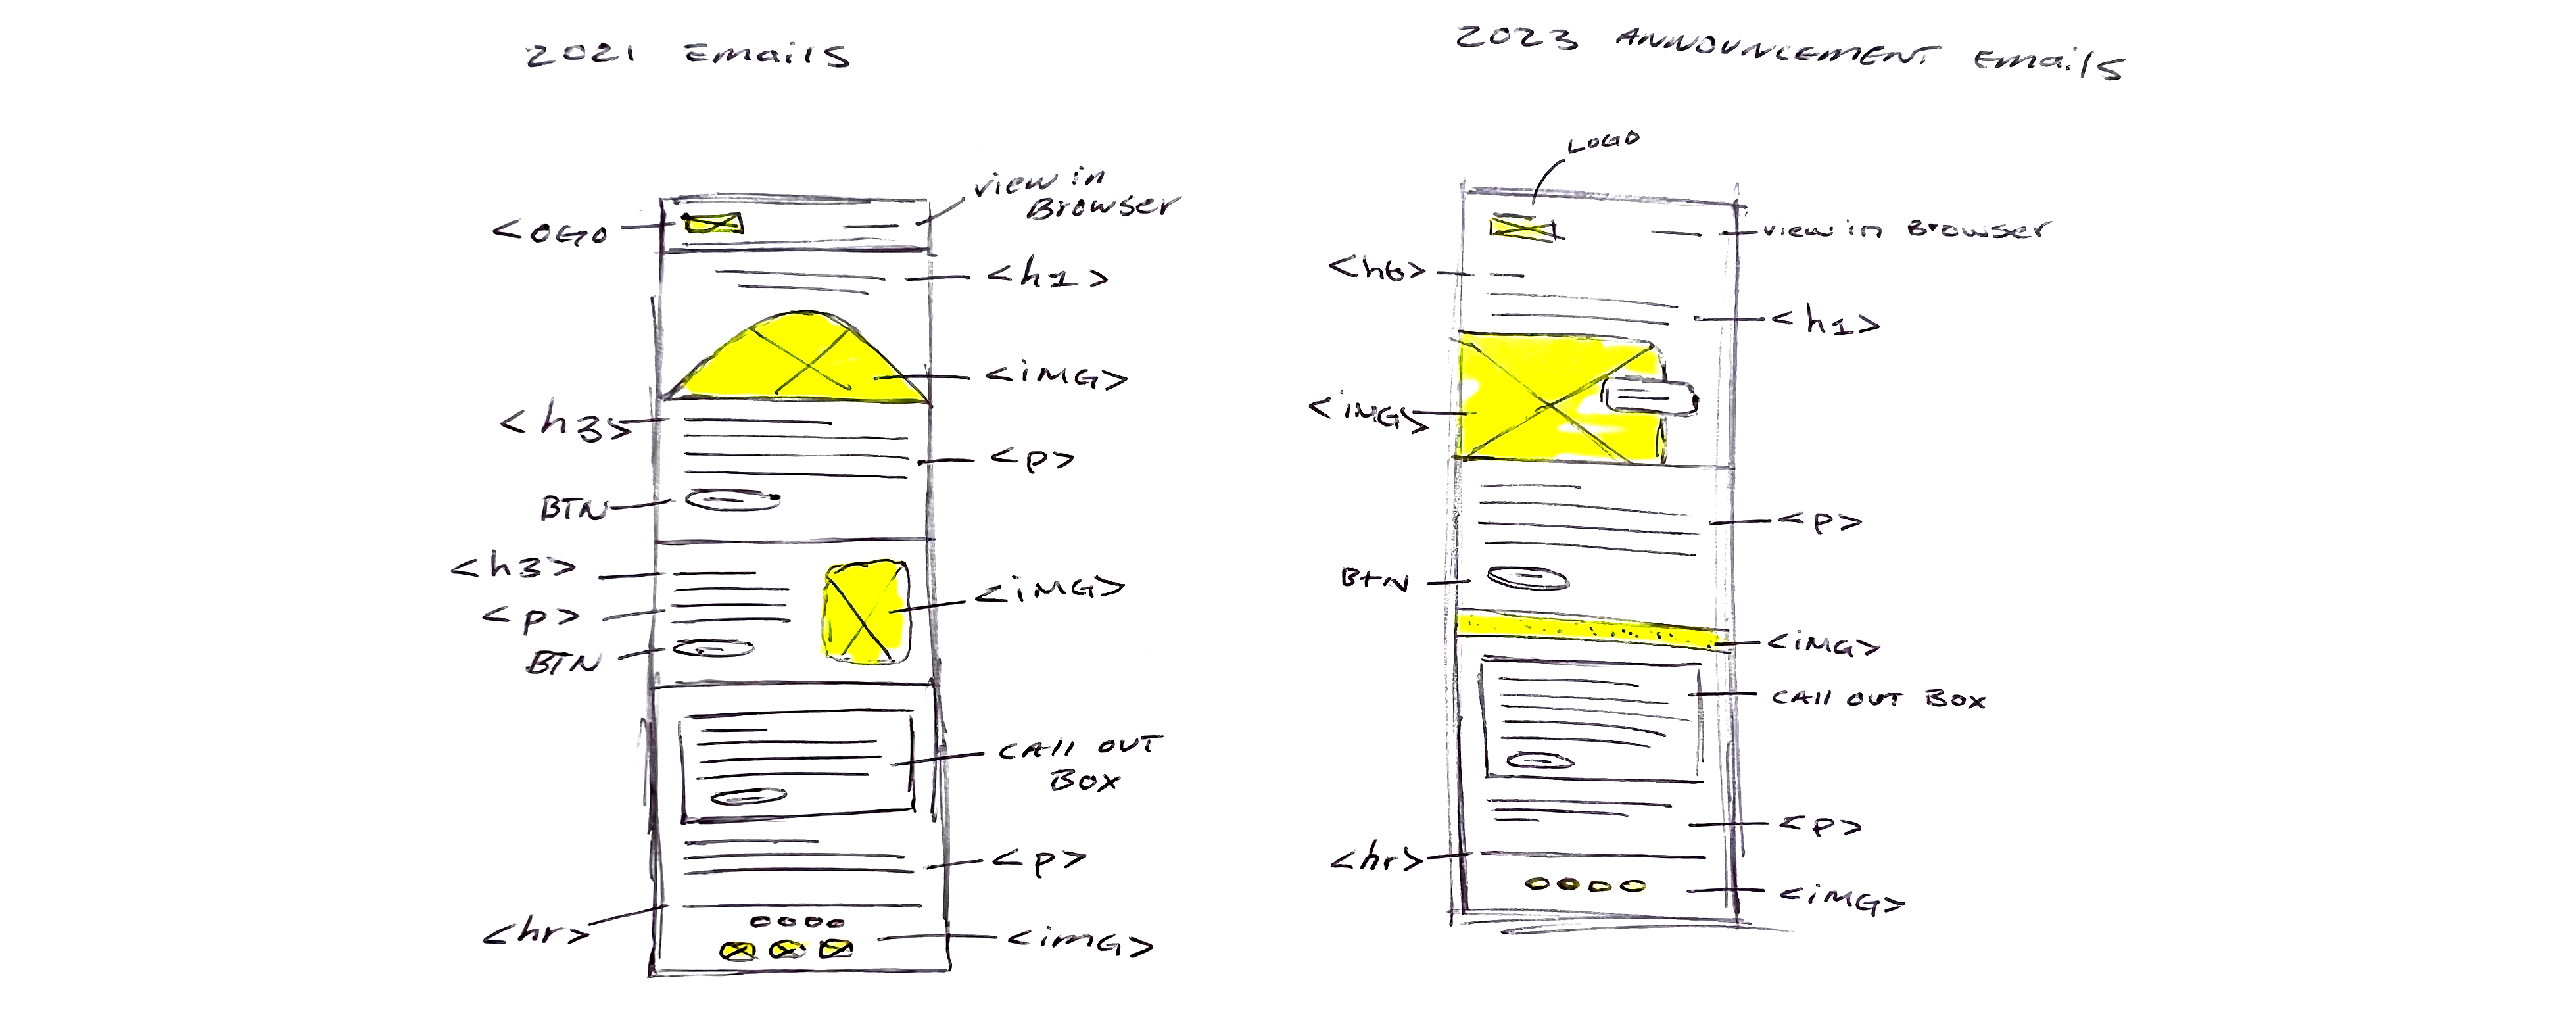 2021 Emails
LOGO
view in
Browser
<h1>
<iMG>
<h3>
<p>
BTN
<h3>
<p>
BTN
<iMG>
CAll OUT
BOX
<p>
<hr>
<imG>
2023 ANNOUNCEMENT Emails
LOGO
view in Browser
<h6>
<h1>
<iMG>
<p>
BtN
<iMG>
CAll OUT BOX
<p>
<hr>
<iMG>